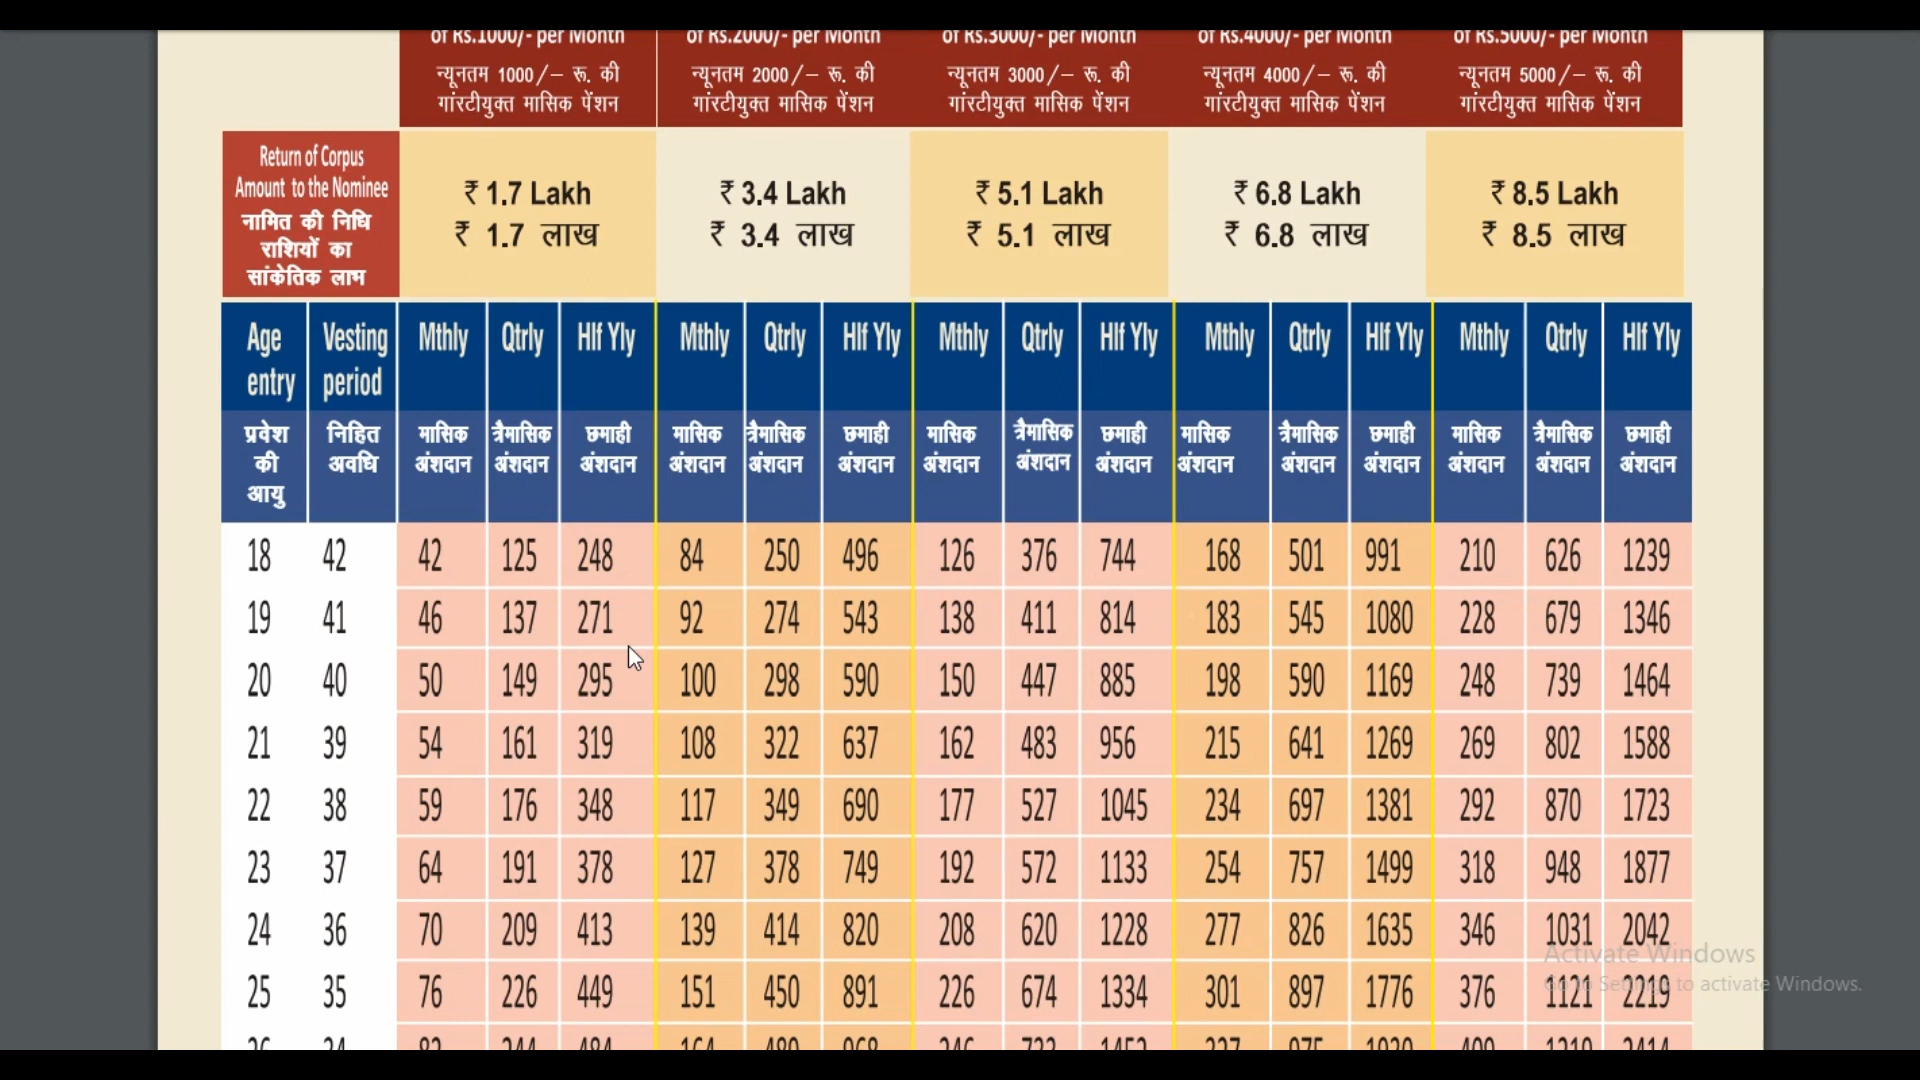 of Rs.1000/- per Month of Rs.2000/- per Month of Rs.3000/- per Month of Rs.4000/- per Month of Rs.5000/- per Month
न्यूनतम 1000/– रू. की न्यूनतम 2000/– रू. की न्यूनतम 3000/– रू. की न्यूनतम 4000/– रू. की न्यूनतम 5000/– रू. की
गांरटीयुक्त मासिक पेंशन गांरटीयुक्त मासिक पेंशन गांरटीयुक्त मासिक पेंशन गांरटीयुक्त मासिक पेंशन गांरटीयुक्त मासिक पेंशन
Return of Corpus
Amount to the Nominee
नामित की निधि
राशियों का
सांकेतिक लाभ
₹ 1.7 Lakh ₹ 3.4 Lakh ₹ 5.1 Lakh ₹ 6.8 Lakh ₹ 8.5 Lakh
₹ 1.7 लाख ₹ 3.4 लाख ₹ 5.1 लाख ₹ 6.8 लाख ₹ 8.5 लाख
Age Vesting Mthly Qtrly Hlf Yly Mthly Qtrly Hlf Yly Mthly Qtrly Hlf Yly Mthly Qtrly Hlf Yly Mthly Qtrly Hlf Yly
entry period
प्रवेश निहित मासिक त्रैमासिक छमाही मासिक त्रैमासिक छमाही मासिक त्रैमासिक छमाही मासिक त्रैमासिक छमाही मासिक त्रैमासिक छमाही
की अवधि अंशदान अंशदान अंशदान अंशदान अंशदान अंशदान अंशदान अंशदान अंशदान अंशदान अंशदान अंशदान अंशदान अंशदान अंशदान
आयु
18 42 42 125 248 84 250 496 126 376 744 168 501 991 210 626 1239
19 41 46 137 271 92 274 543 138 411 814 183 545 1080 228 679 1346
20 40 50 149 295 100 298 590 150 447 885 198 590 1169 248 739 1464
21 39 54 161 319 108 322 637 162 483 956 215 641 1269 269 802 1588
22 38 59 176 348 117 349 690 177 527 1045 234 697 1381 292 870 1723
23 37 64 191 378 127 378 749 192 572 1133 254 757 1499 318 948 1877
24 36 70 209 413 139 414 820 208 620 1228 277 826 1635 346 1031 2042
25 35 76 226 449 151 450 891 226 674 1334 301 897 1776 376 1121 2219
Activate Windows
Go to Settings to activate Windows.